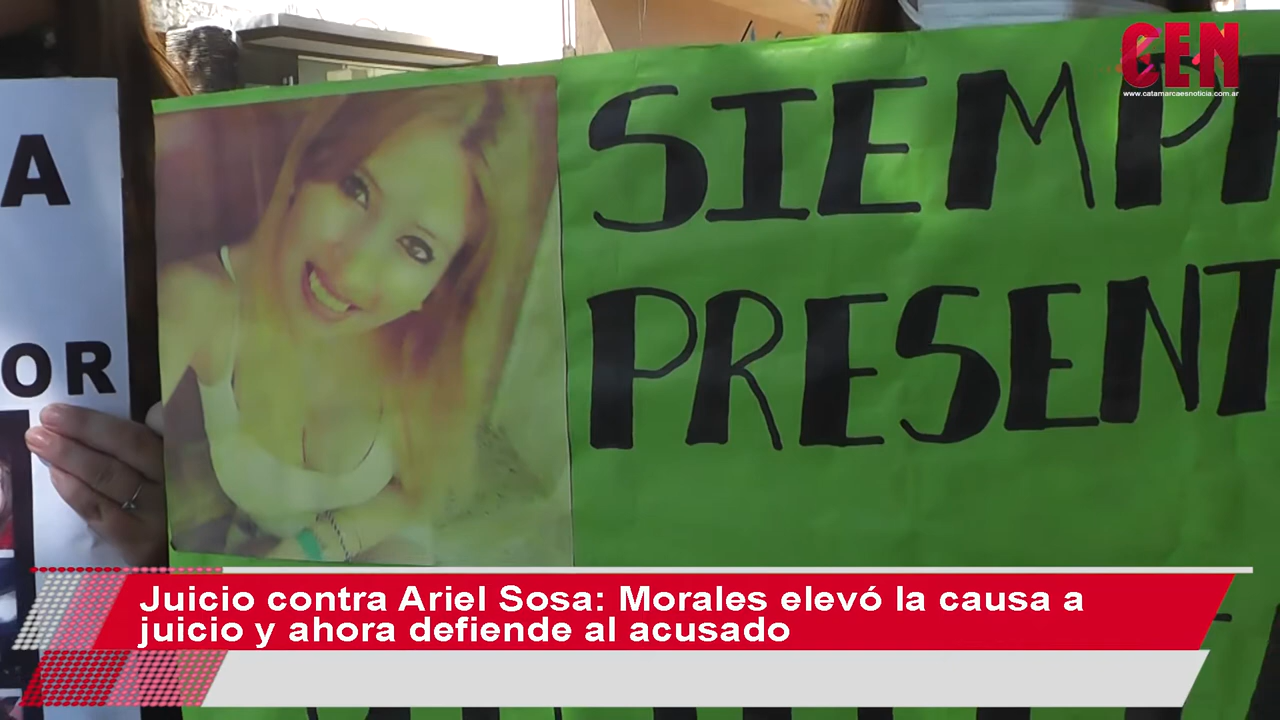 CEN
www.catamarcaesnoticia.com.ar
A
OR
SIEMPR
PRESENT
Juicio contra Ariel Sosa: Morales elevó la causa a
juicio y ahora defiende al acusado